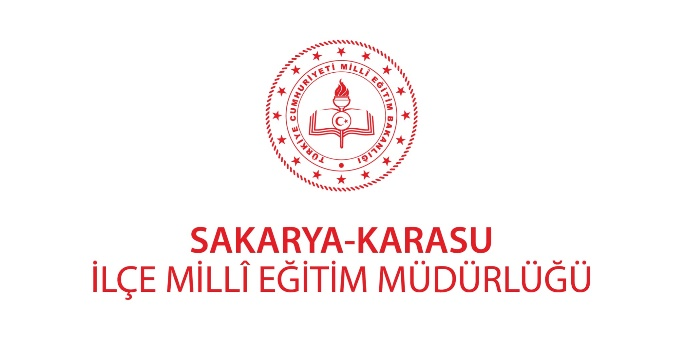 TÜRKİYE CUMHURİYETİ MİLLÎ EĞİTİM BAKANLIĞI
SAKARYA-KARASU
İLÇE MİLLÎ EĞİTİM MÜDÜRLÜĞÜ